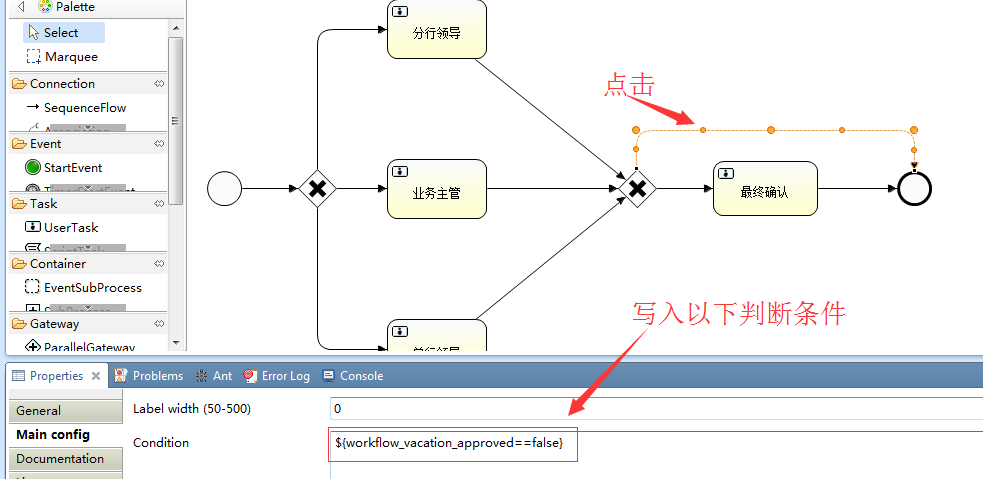 Palette
Select
Marquee
Connection
SequenceFlow
Event
StartEvent
Task
UserTask
Container
EventSubProcess
Gateway
ParallelGateway
分行领导
点击
业务主管
最终确认
写入以下判断条件
Properties
Problems
Ant
Error Log
Console
General
Main config
Documentation
Label width (50-500)
0
Condition
${workflow_vacation_approved==false}